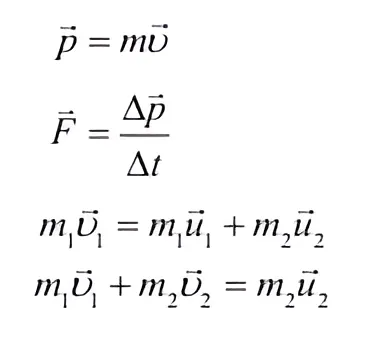 p⃗ = mυ⃗
F⃗ = Δp⃗ / Δt
m₁υ⃗₁ = m₁u⃗₁ + m₂u⃗₂
m₁υ⃗₁ + m₂υ⃗₂ = m₂u⃗₂